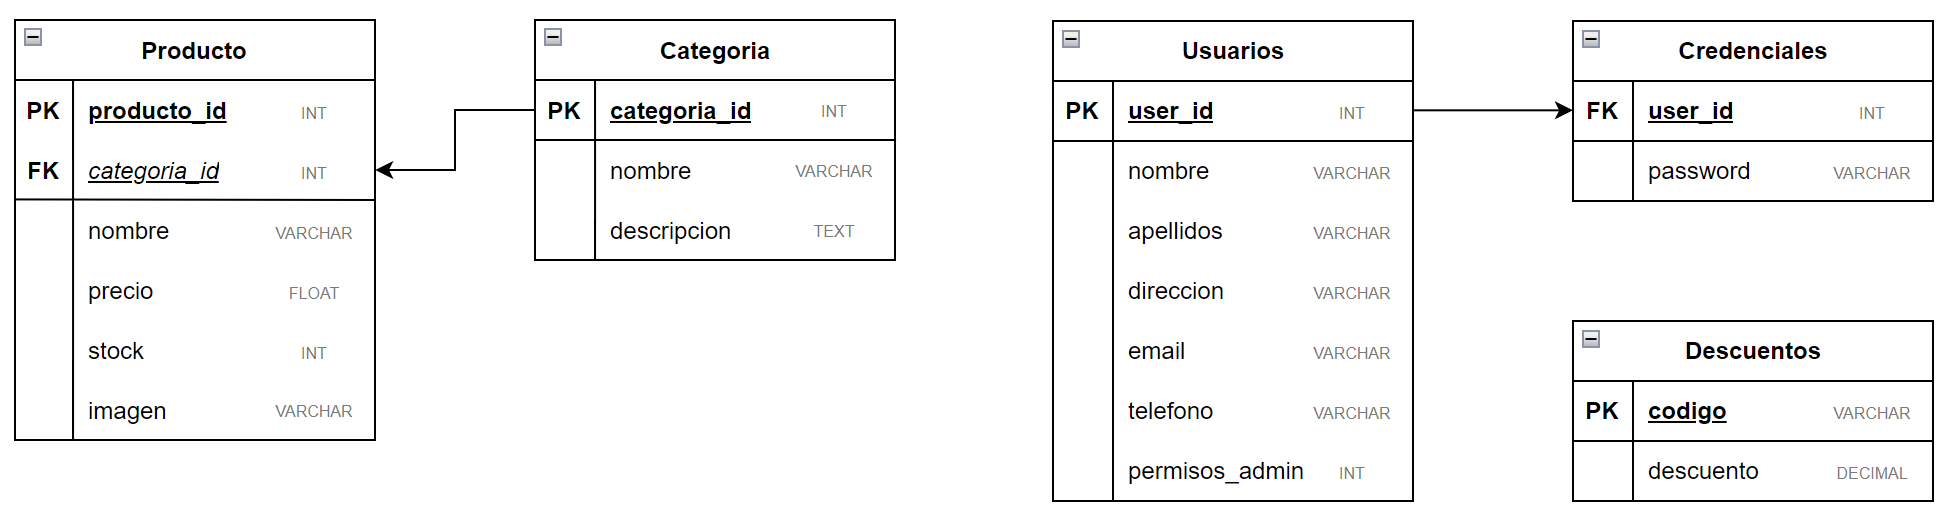 Producto
PK producto_id INT
FK categoria_id INT
nombre VARCHAR
precio FLOAT
stock INT
imagen VARCHAR
Categoria
PK categoria_id INT
nombre VARCHAR
descripcion TEXT
Usuarios
PK user_id INT
nombre VARCHAR
apellidos VARCHAR
direccion VARCHAR
email VARCHAR
telefono VARCHAR
permisos_admin INT
Credenciales
FK user_id INT
password VARCHAR
Descuentos
PK codigo VARCHAR
descuento DECIMAL